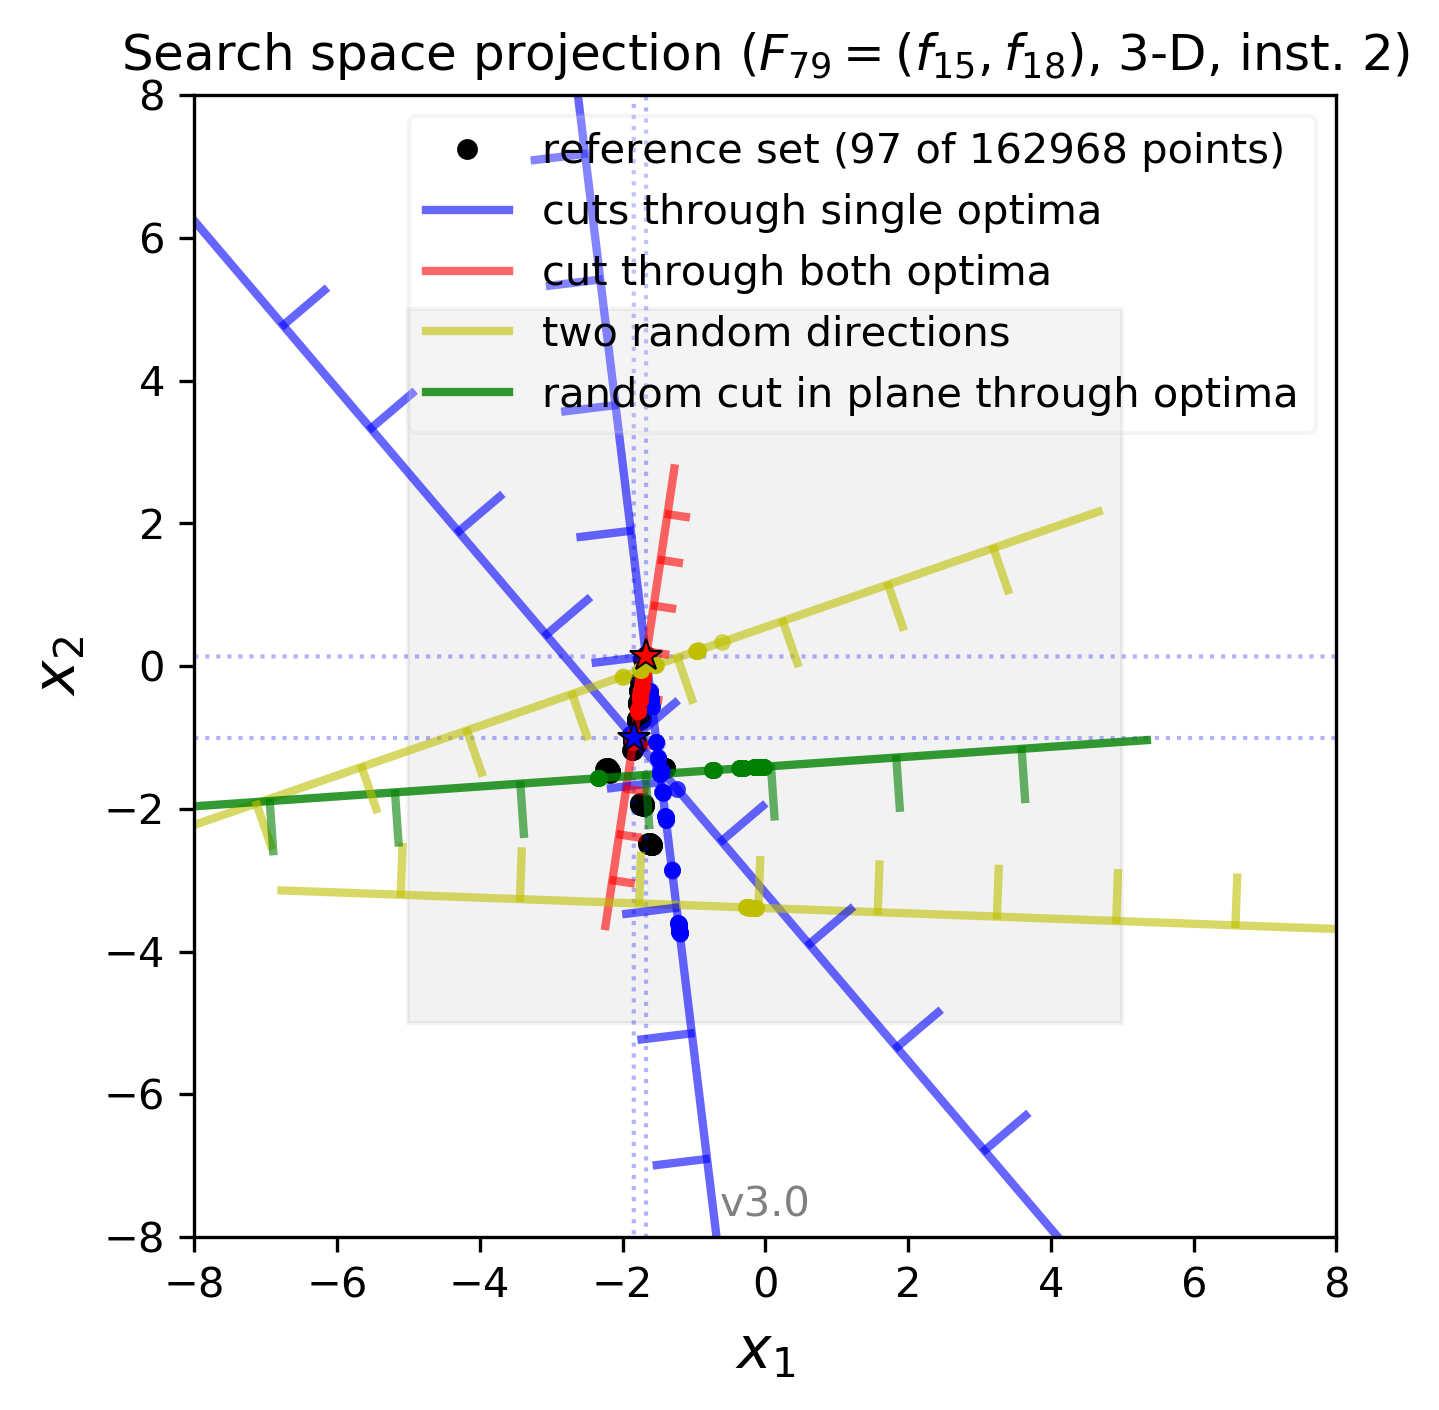 Search space projection (F₇₉ = (f₁₅, f₁₈), 3-D, inst. 2)
reference set (97 of 162968 points)
cuts through single optima
cut through both optima
two random directions
random cut in plane through optima
8
6
4
2
0
−2
−4
−6
−8
x₂
v3.0
−8 −6 −4 −2 0 2 4 6 8
x₁